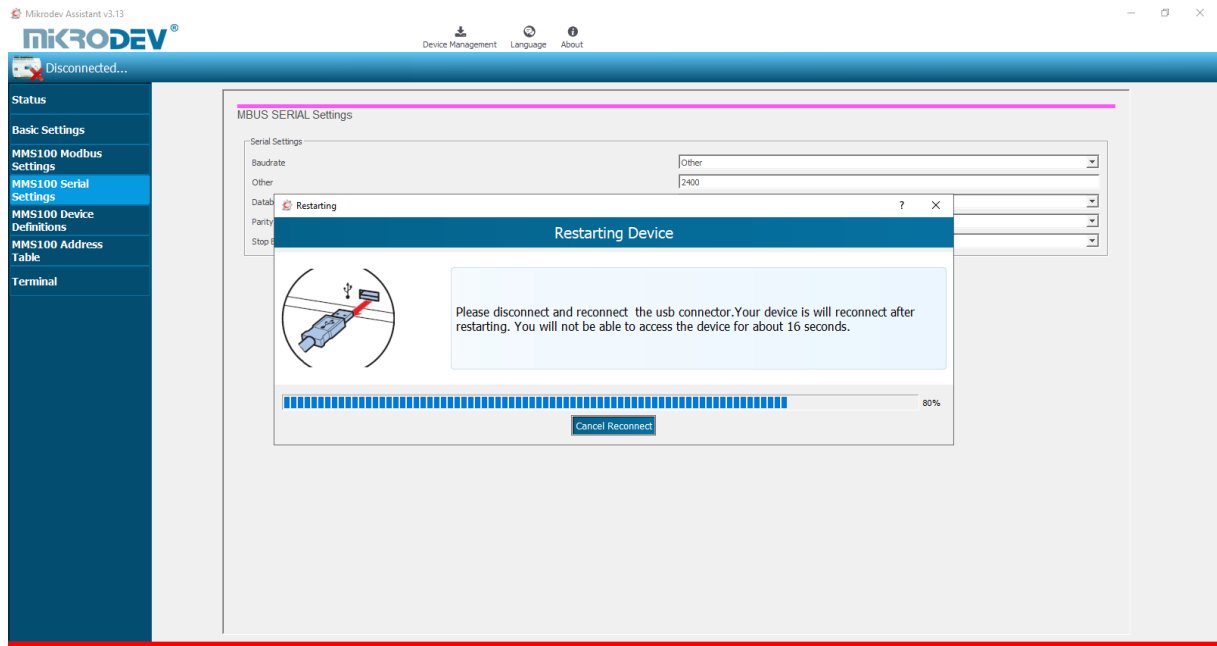 Mikrodev Assistant v3.13
MiKRODEV®
Device Management Language About
Disconnected...
Status
Basic Settings
MMS100 Modbus
Settings
MMS100 Serial
Settings
MMS100 Device
Definitions
MMS100 Address
Table
Terminal
MBUS SERIAL Settings
Serial Settings
Baudrate Other
Other 2400
Datab
Parity
Stop B
Restarting
Restarting Device
Please disconnect and reconnect the usb connector.Your device is will reconnect after
restarting. You will not be able to access the device for about 16 seconds.
80%
Cancel Reconnect